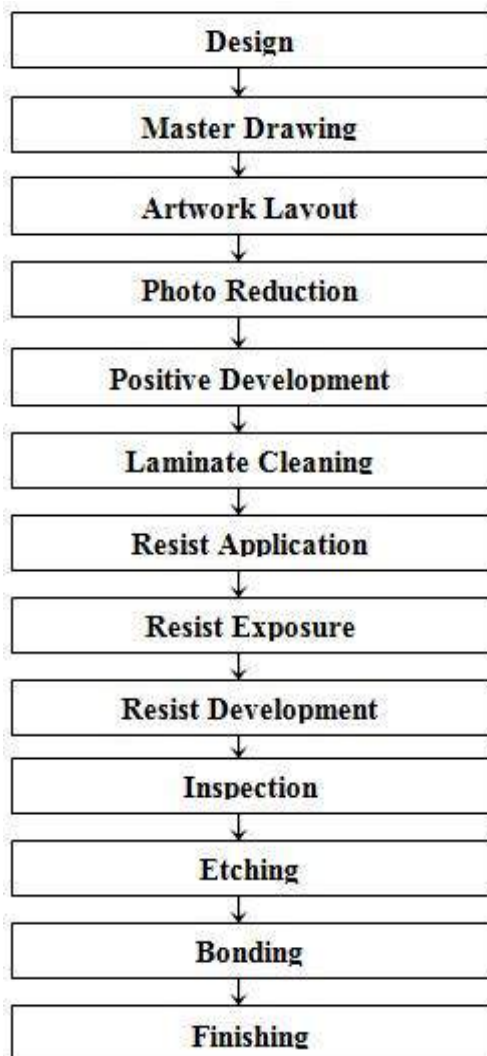 Design
Master Drawing
Artwork Lavout
Photo Reduction
Positive Development
Laminate Cleaning
Resist Application
Resist Exposure
Resist Development
Inspection
Etching
Bonding
Finishing